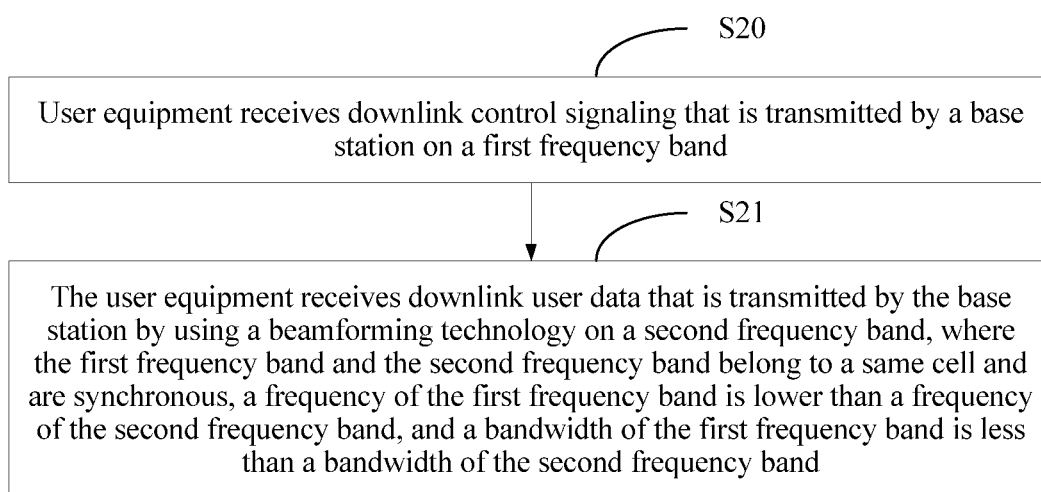 S20
User equipment receives downlink control signaling that is transmitted by a base
station on a first frequency band
S21
The user equipment receives downlink user data that is transmitted by the base
station by using a beamforming technology on a second frequency band, where
the first frequency band and the second frequency band belong to a same cell and
are synchronous, a frequency of the first frequency band is lower than a frequency
of the second frequency band, and a bandwidth of the first frequency band is less
than a bandwidth of the second frequency band